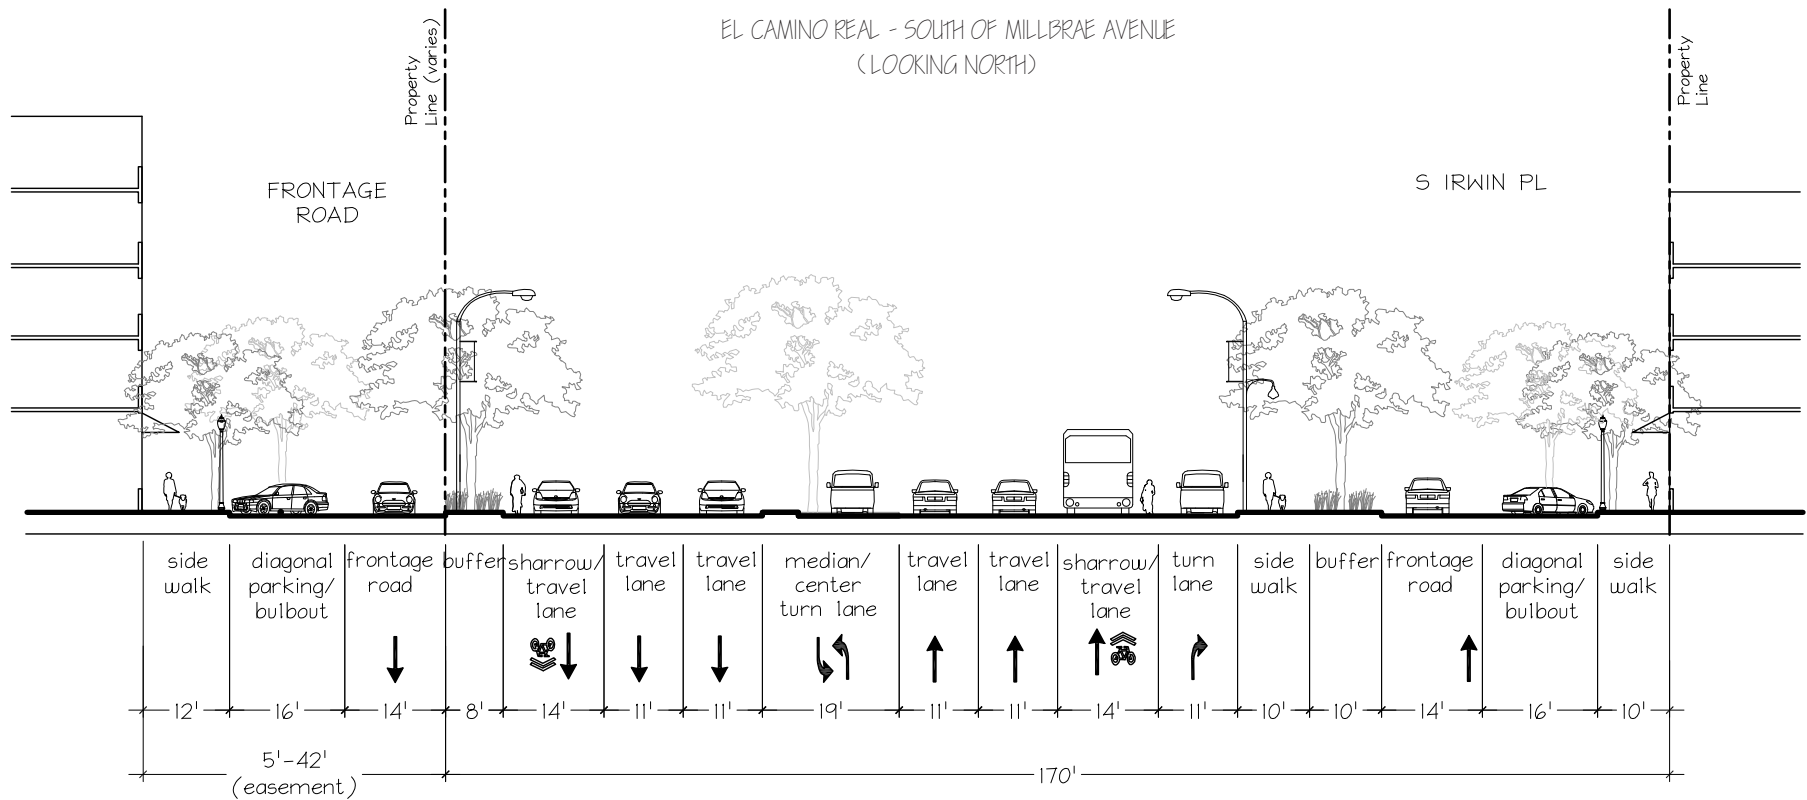 EL CAMINO REAL - SOUTH OF MILLBRAE AVENUE
(LOOKING NORTH)
Property
Line (varies)
Property
Line
FRONTAGE
ROAD
S IRWIN PL
side
walk
diagonal
parking/
bulbout
frontage
road
buffer
sharrow/
travel
lane
travel
lane
travel
lane
median/
center
turn lane
travel
lane
travel
lane
sharrow/
travel
lane
turn
lane
side
walk
buffer
frontage
road
diagonal
parking/
bulbout
side
walk
12' 16' 14' 8' 14' 11' 11' 19' 11' 11' 14' 11' 10' 10' 14' 16' 10'
5'-42'
(easement)
170'